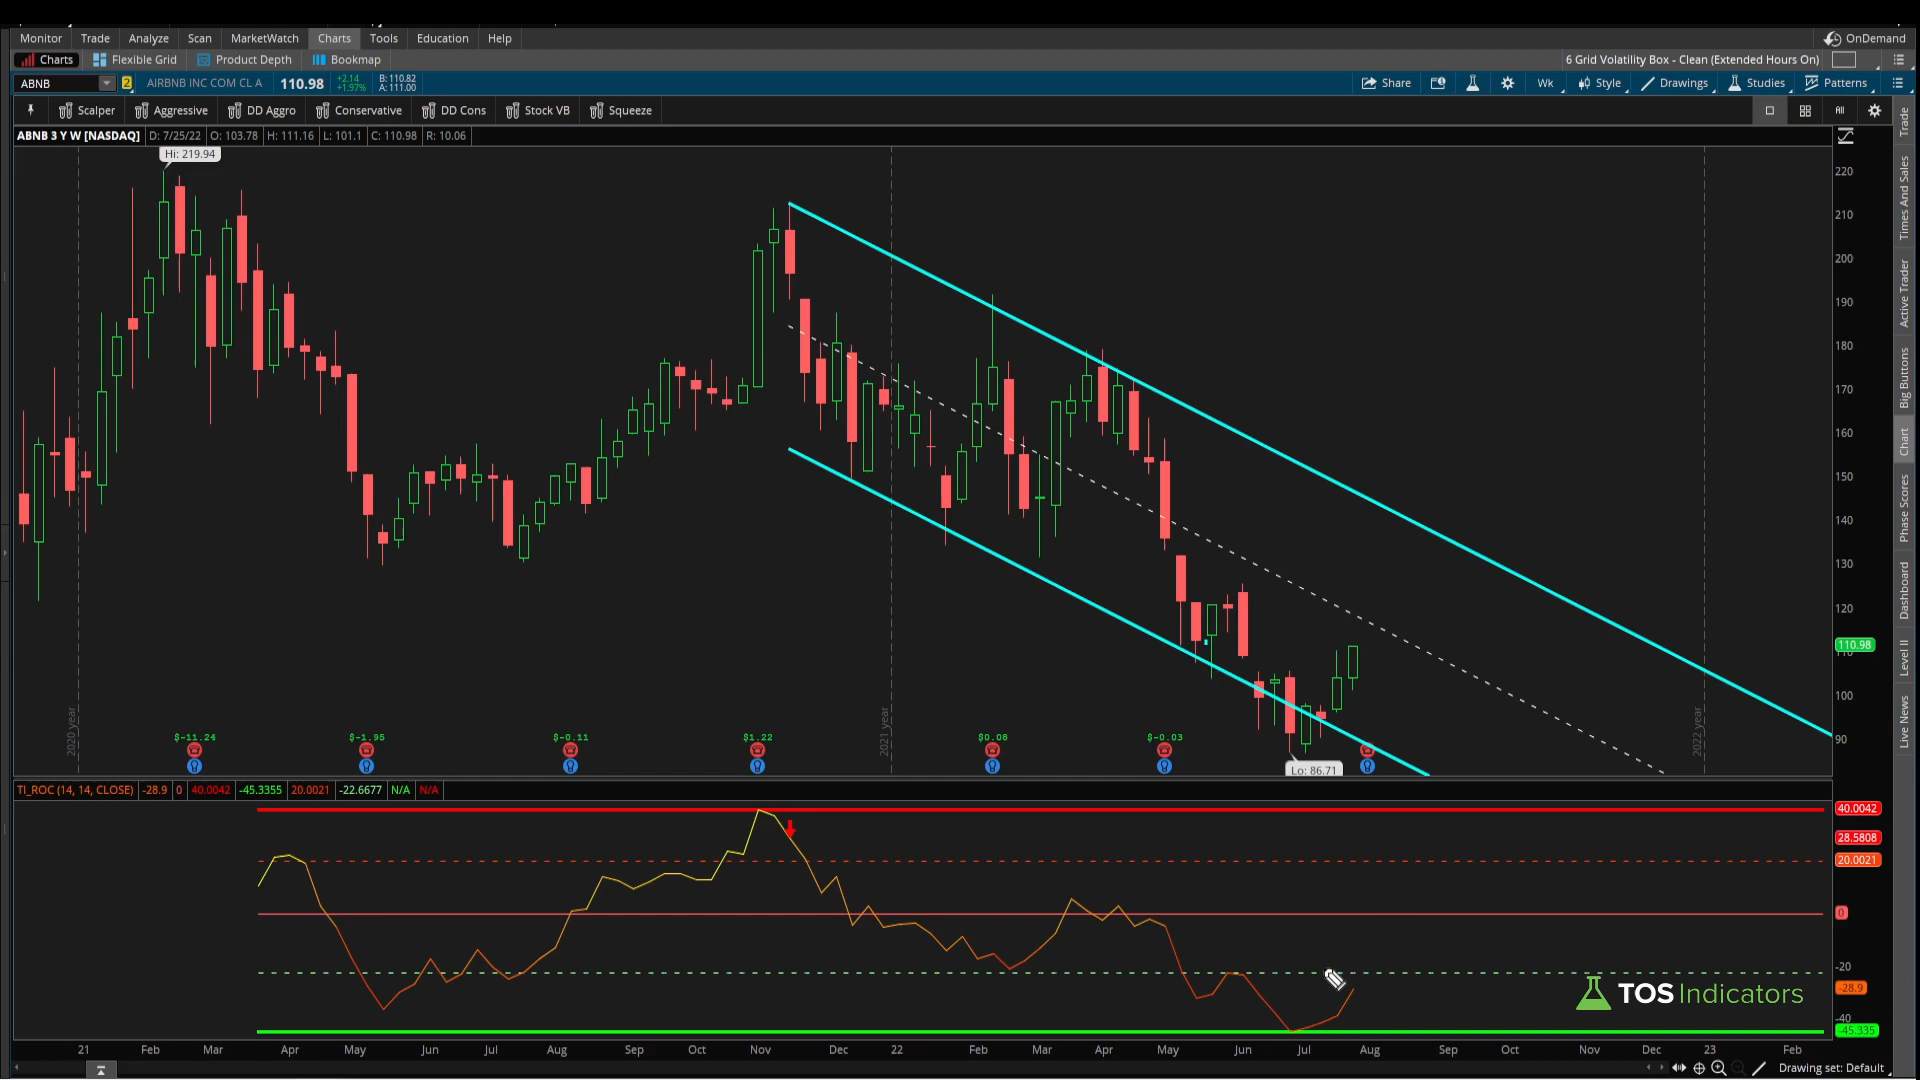 Monitor Trade Analyze Scan MarketWatch Charts Tools Education Help OnDemand
Charts Flexible Grid Product Depth Bookmap 6 Grid Volatility Box - Clean (Extended Hours On)
ABNB 2 AIRBNB INC COM CL A 110.98 +2.14 +1.97% B: 110.82 A: 111.00 Share Wk Style Drawings Studies Patterns
Scalper Aggressive DD Aggro Conservative DD Cons Stock VB Squeeze All
ABNB 3 Y W [NASDAQ] D: 7/25/22 O: 103.78 H: 111.16 L: 101.1 C: 110.98 R: 10.06
Hi: 219.94
220
210
200
190
180
170
160
150
140
130
120
110.98
110
100
90
2020 year
2021 year
2022 year
$-11.24 $-1.95 $-0.11 $1.22 $0.08 $-0.03
Lo: 86.71
TI_ROC (14, 14, CLOSE) -28.9 0 40.0042 -45.3355 20.0021 -22.6677 N/A N/A
40.0042
28.5808
20.0021
0
-20
-28.9
-40
-45.335
TOS Indicators
21 Feb Mar Apr May Jun Jul Aug Sep Oct Nov Dec 22 Feb Mar Apr May Jun Jul Aug Sep Oct Nov Dec 23 Feb
Drawing set: Default
Trade
Times And Sales
Active Trader
Big Buttons
Chart
Phase Scores
Dashboard
Level II
Live News